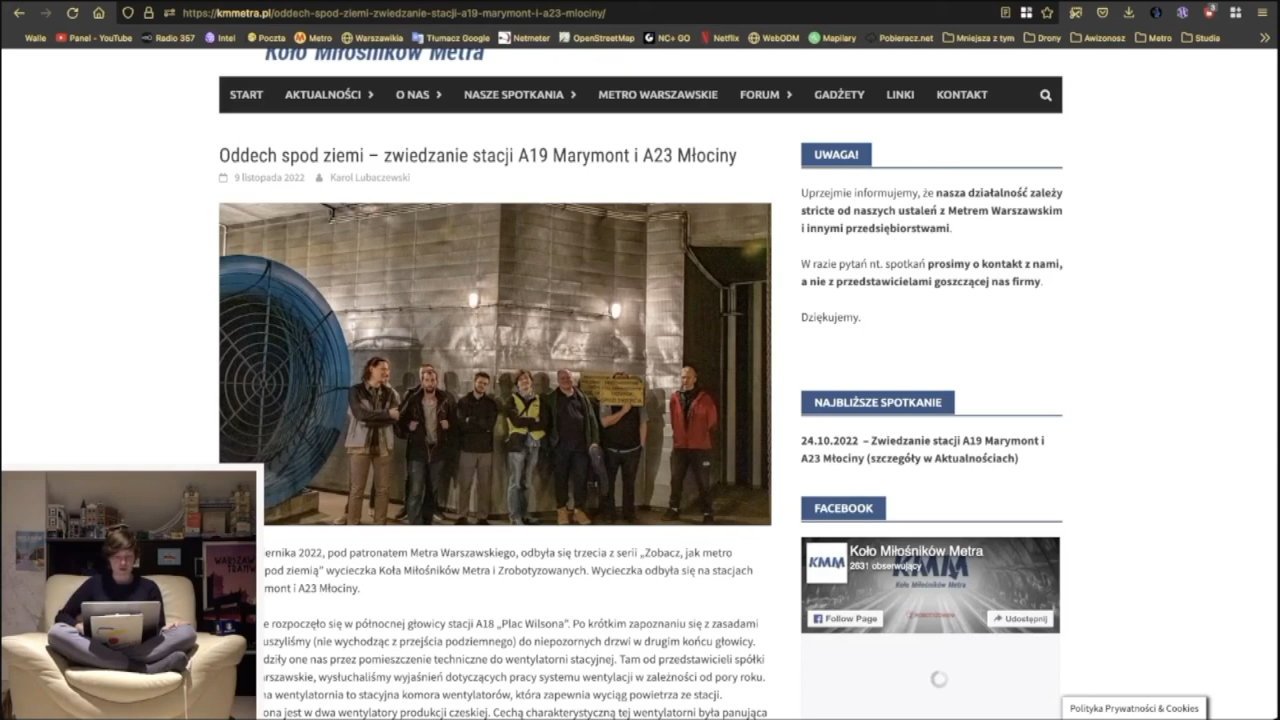 https://kmmetra.pl/oddech-spod-ziemi-zwiedzanie-stacji-a19-marymont-i-a23-mlociny/
Walle Panel - YouTube Radio 357 Intel Poczta Metro Warszawikia Tłumacz Google Netmeter OpenStreetMap NC+ GO Netflix WebODM Mapilary Pobieracz.net Mniejsza z tym Drony Awizonosz Metro Studia
Koło Miłośników Metra
START AKTUALNOŚCI O NAS NASZE SPOTKANIA METRO WARSZAWSKIE FORUM GADŻETY LINKI KONTAKT
Oddech spod ziemi – zwiedzanie stacji A19 Marymont i A23 Młociny
9 listopada 2022 Karol Lubaczewski
ernika 2022, pod patronatem Metra Warszawskiego, odbyła się trzecia z serii „Zobacz, jak metro
pod ziemią” wycieczka Koła Miłośników Metra i Zrobotyzowanych. Wycieczka odbyła się na stacjach
mont i A23 Młociny.
e rozpoczęło się w północnej głowicy stacji A18 „Plac Wilsona”. Po krótkim zapoznaniu się z zasadami
uszyliśmy (nie wychodząc z przejścia podziemnego) do niepozornych drzwi w drugim końcu głowicy.
dziły one nas przez pomieszczenie techniczne do wentylatorni stacyjnej. Tam od przedstawicieli spółki
rszawskie, wysłuchaliśmy wyjaśnień dotyczących pracy systemu wentylacji w zależności od pory roku.
na wentylatornia to stacyjna komora wentylatorów, która zapewnia wyciąg powietrza ze stacji.
ona jest w dwa wentylatory produkcji czeskiej. Cechą charakterystyczną tej wentylatorni była panująca
UWAGA!
Uprzejmie informujemy, że nasza działalność zależy
stricte od naszych ustaleń z Metrem Warszawskim
i innymi przedsiębiorstwami.
W razie pytań nt. spotkań prosimy o kontakt z nami,
a nie z przedstawicielami goszczącej nas firmy.
Dziękujemy.
NAJBLIŻSZE SPOTKANIE
24.10.2022 – Zwiedzanie stacji A19 Marymont i
A23 Młociny (szczegóły w Aktualnościach)
FACEBOOK
KMM
Koło Miłośników Metra
2631 obserwujący
KMM
Koło Miłośników Metra
Follow Page
Udostępnij
Polityka Prywatności & Cookies